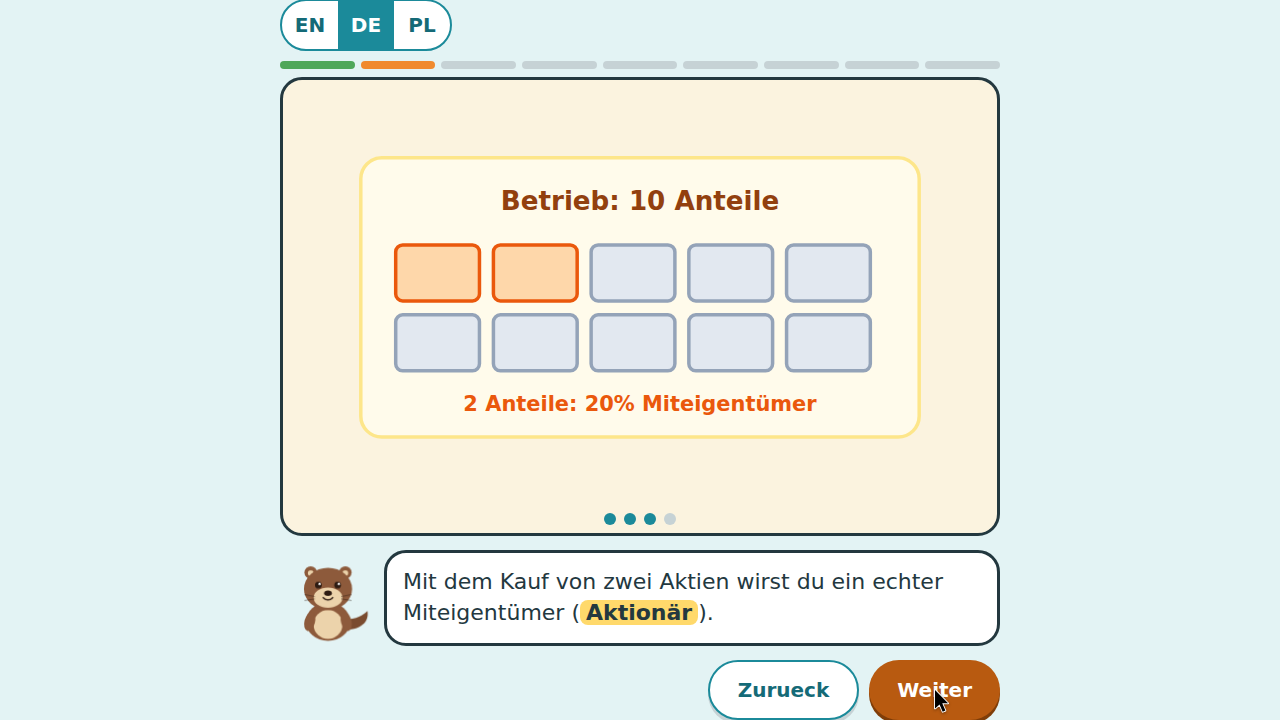 EN DE PL
Betrieb: 10 Anteile
2 Anteile: 20% Miteigentümer
Mit dem Kauf von zwei Aktien wirst du ein echter
Miteigentümer (Aktionär).
Zurueck Weiter